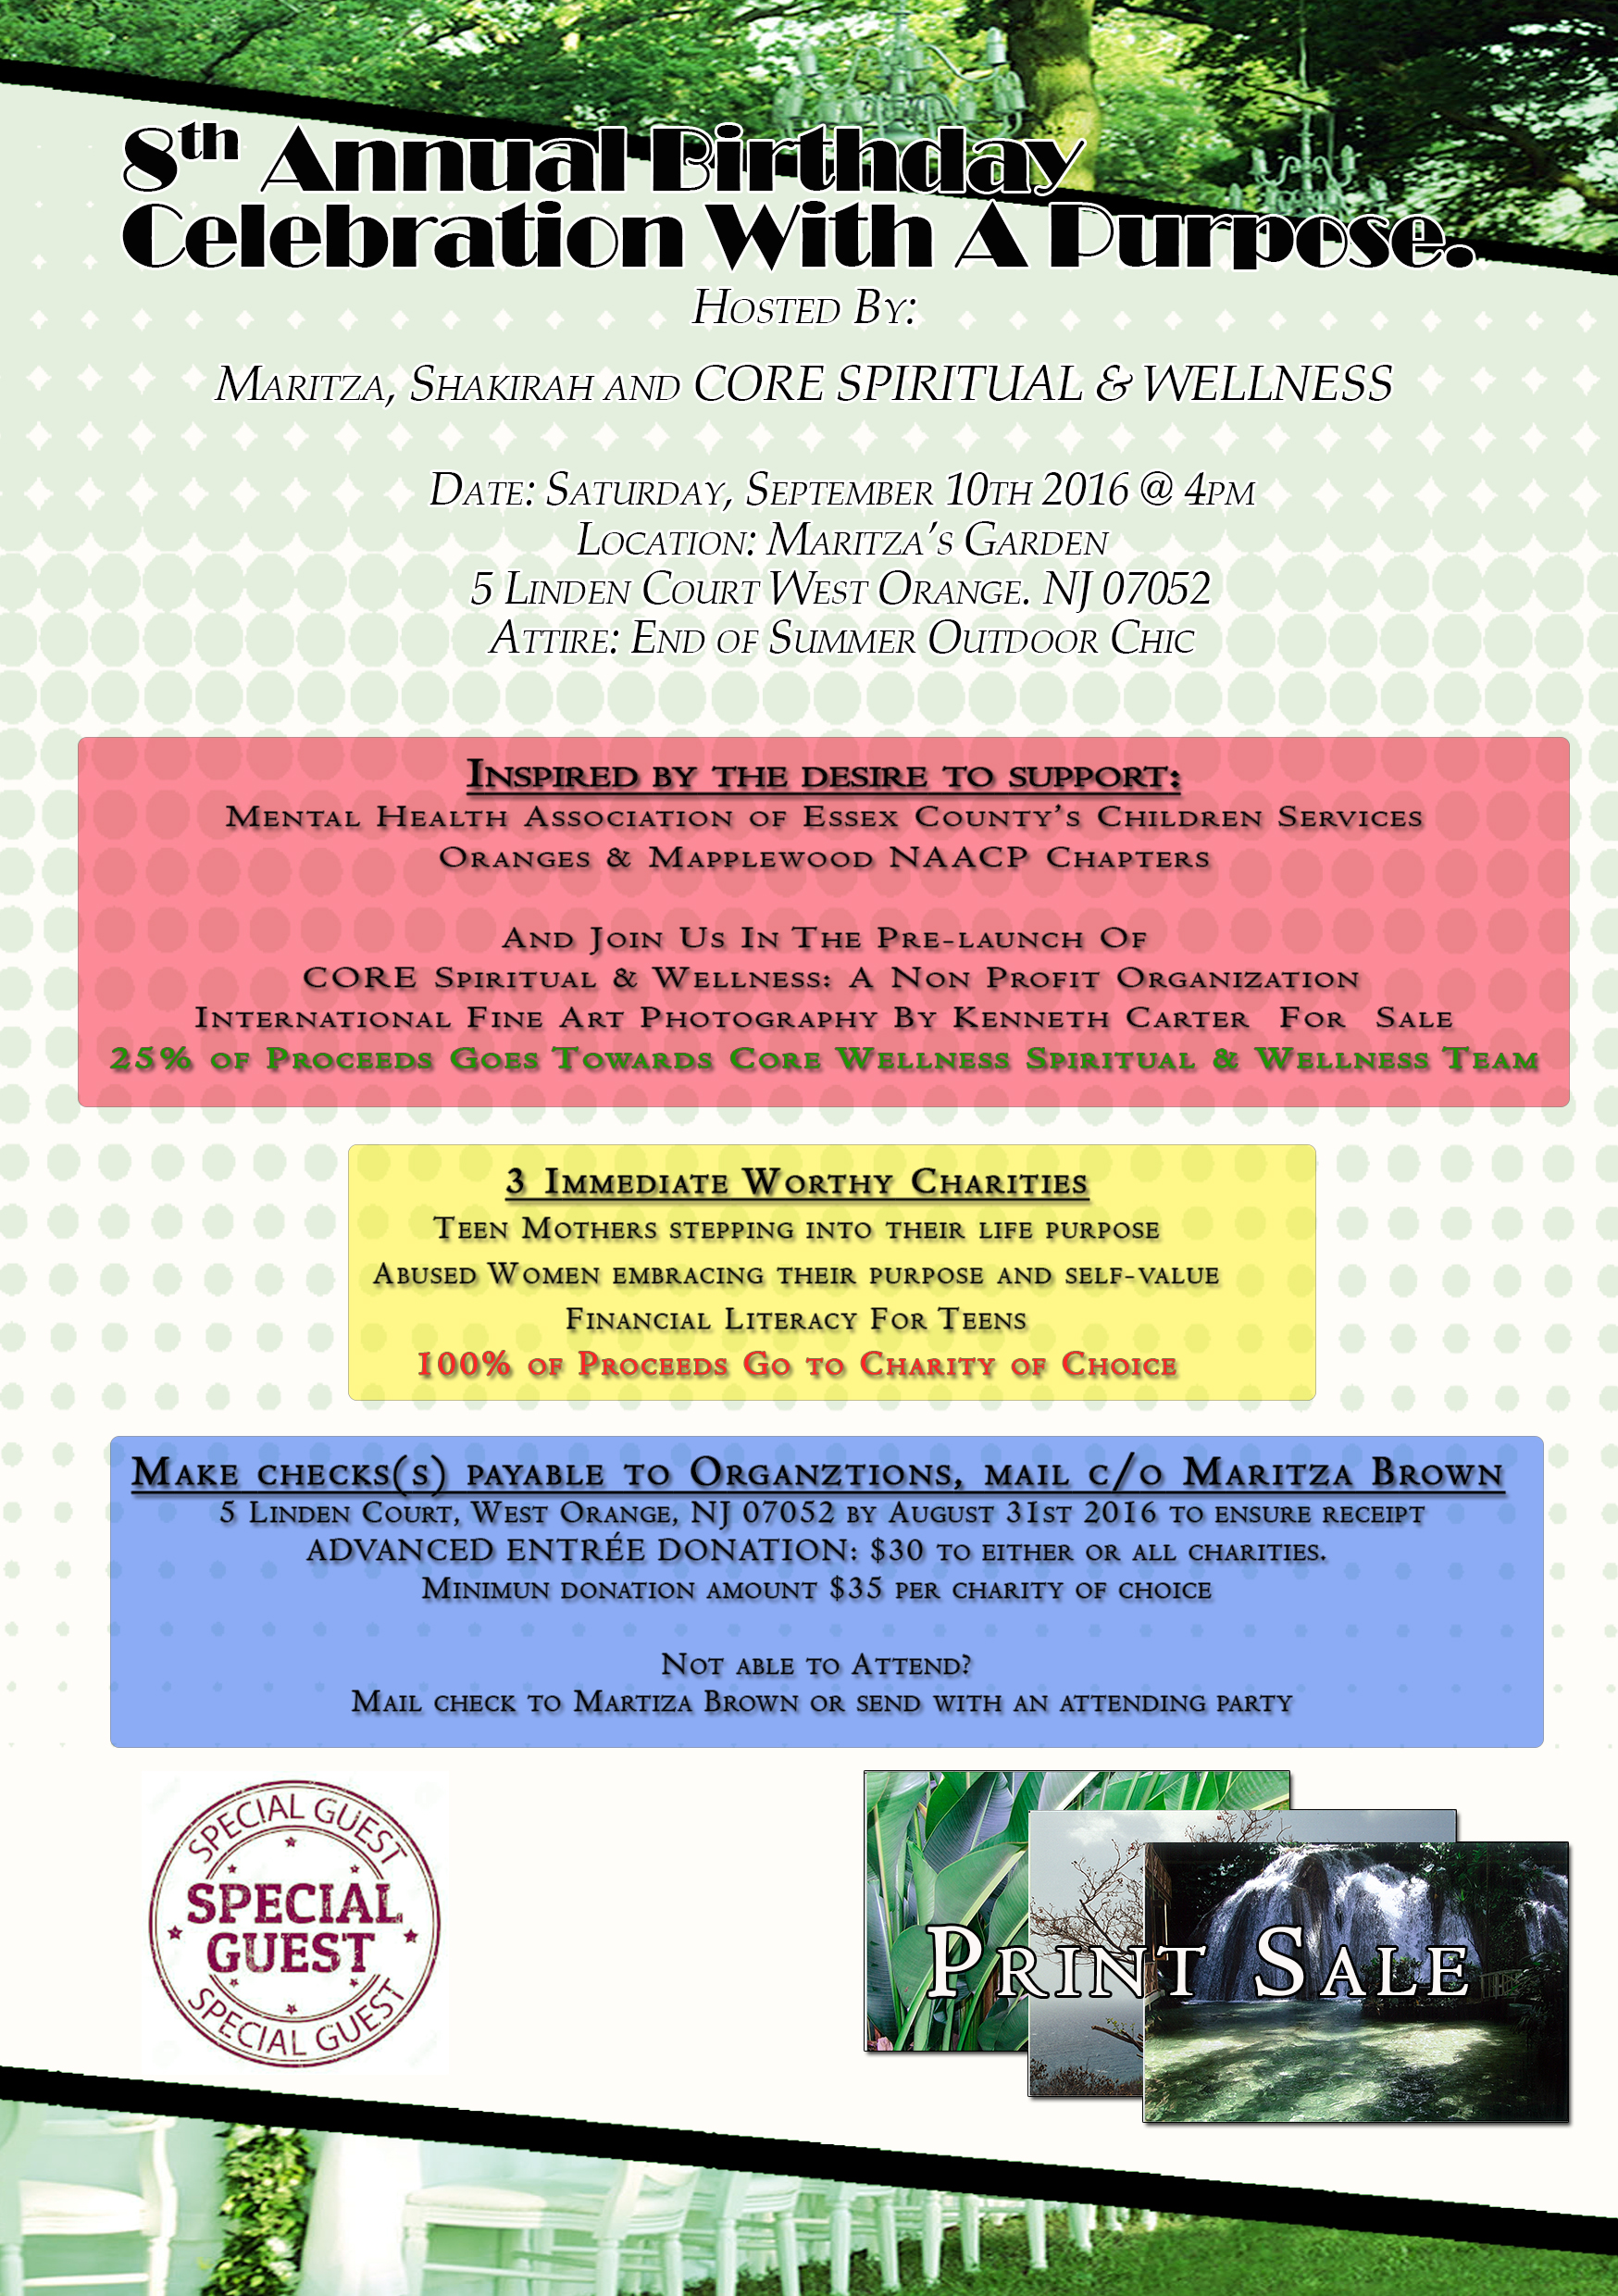 8th Annual Birthday
Celebration With A Purpose.
Hosted By:
Maritza, Shakirah and CORE SPIRITUAL & WELLNESS
Date: Saturday, September 10th 2016 @ 4pm
Location: Maritza's Garden
5 Linden Court West Orange. NJ 07052
Attire: End of Summer Outdoor Chic
Inspired by the desire to support:
Mental Health Association of Essex County's Children Services
Oranges & Mapplewood NAACP Chapters
And Join Us In The Pre-launch Of
CORE Spiritual & Wellness: A Non Profit Organization
International Fine Art Photography By Kenneth Carter For Sale
25% of Proceeds Goes Towards Core Wellness Spiritual & Wellness Team
3 Immediate Worthy Charities
Teen Mothers stepping into their life purpose
Abused Women embracing their purpose and self-value
Financial Literacy For Teens
100% of Proceeds Go to Charity of Choice
Make checks(s) payable to Organztions, mail c/o Maritza Brown
5 Linden Court, West Orange, NJ 07052 by August 31st 2016 to ensure receipt
ADVANCED ENTRÉE DONATION: $30 to either or all charities.
Minimun donation amount $35 per charity of choice
Not able to Attend?
Mail check to Martiza Brown or send with an attending party
SPECIAL GUEST
SPECIAL
GUEST
SPECIAL GUEST
Print Sale